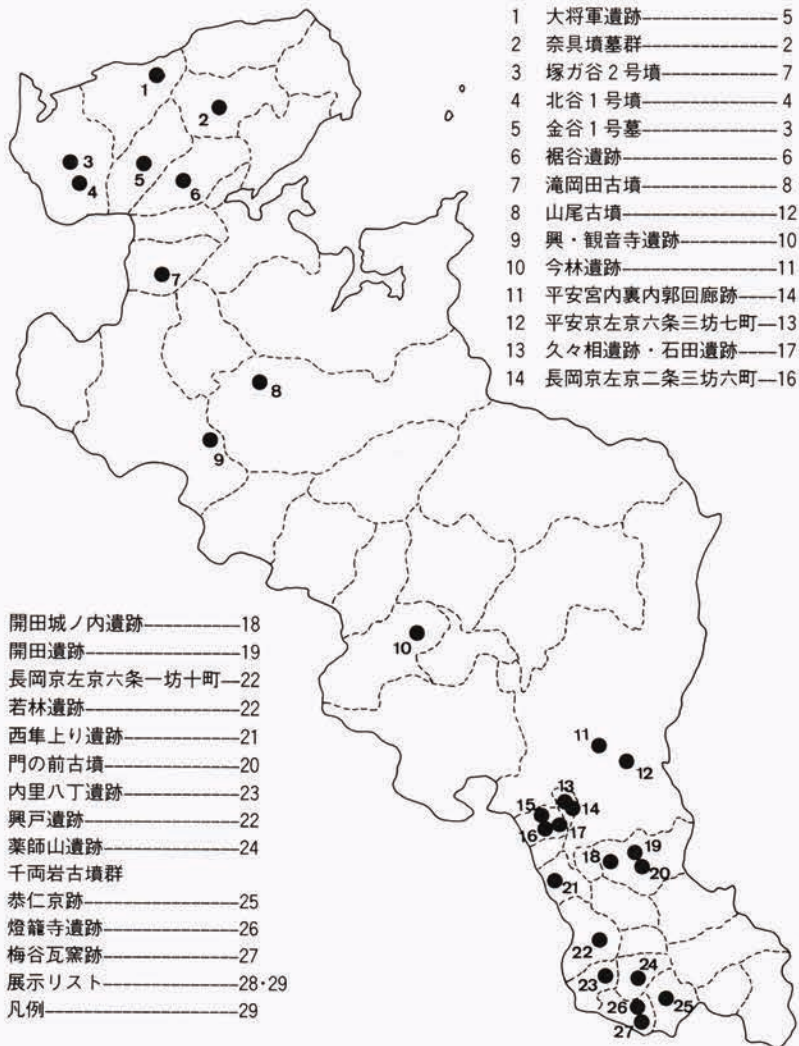 1 大将軍遺跡 5
2 奈具墳墓群 2
3 塚ガ谷2号墳 7
4 北谷1号墳 4
5 金谷1号墓 3
6 裾谷遺跡 6
7 滝岡田古墳 8
8 山尾古墳 12
9 興・観音寺遺跡 10
10 今林遺跡 11
11 平安宮内裏内郭回廊跡 14
12 平安京左京六条三坊七町 13
13 久々相遺跡・石田遺跡 17
14 長岡京左京二条三坊六町 16
開田城ノ内遺跡 18
開田遺跡 19
長岡京左京六条一坊十町 22
若林遺跡 22
西隼上り遺跡 21
門の前古墳 20
内里八丁遺跡 23
興戸遺跡 22
薬師山遺跡 24
千両岩古墳群
恭仁京跡 25
燈籠寺遺跡 26
梅谷瓦窯跡 27
展示リスト 28・29
凡例 29
1
2
3
4
5
6
7
8
9
10
11
12
13
14
15
16
17
18
19
20
21
22
23
24
25
26
27